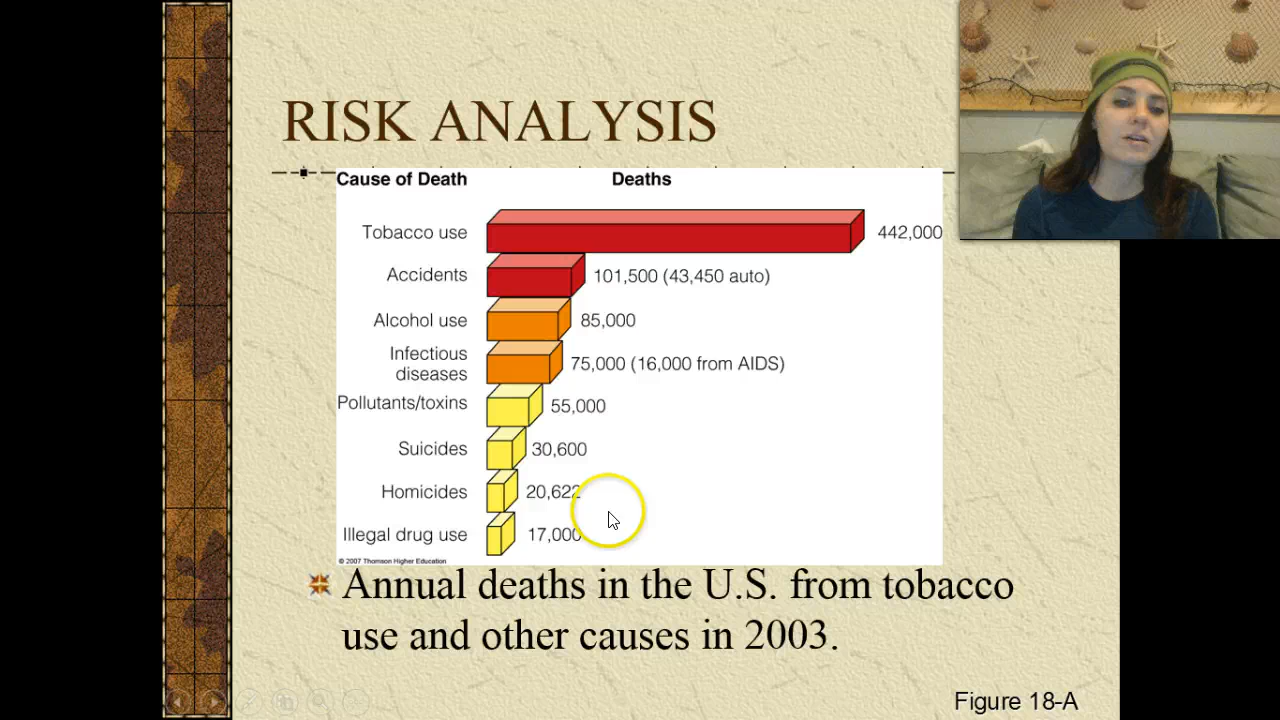 RISK ANALYSIS
Cause of Death Deaths
Tobacco use 442,000
Accidents 101,500 (43,450 auto)
Alcohol use 85,000
Infectious
diseases 75,000 (16,000 from AIDS)
Pollutants/toxins 55,000
Suicides 30,600
Homicides 20,622
Illegal drug use 17,000
© 2007 Thomson Higher Education
Annual deaths in the U.S. from tobacco
use and other causes in 2003.
Figure 18-A